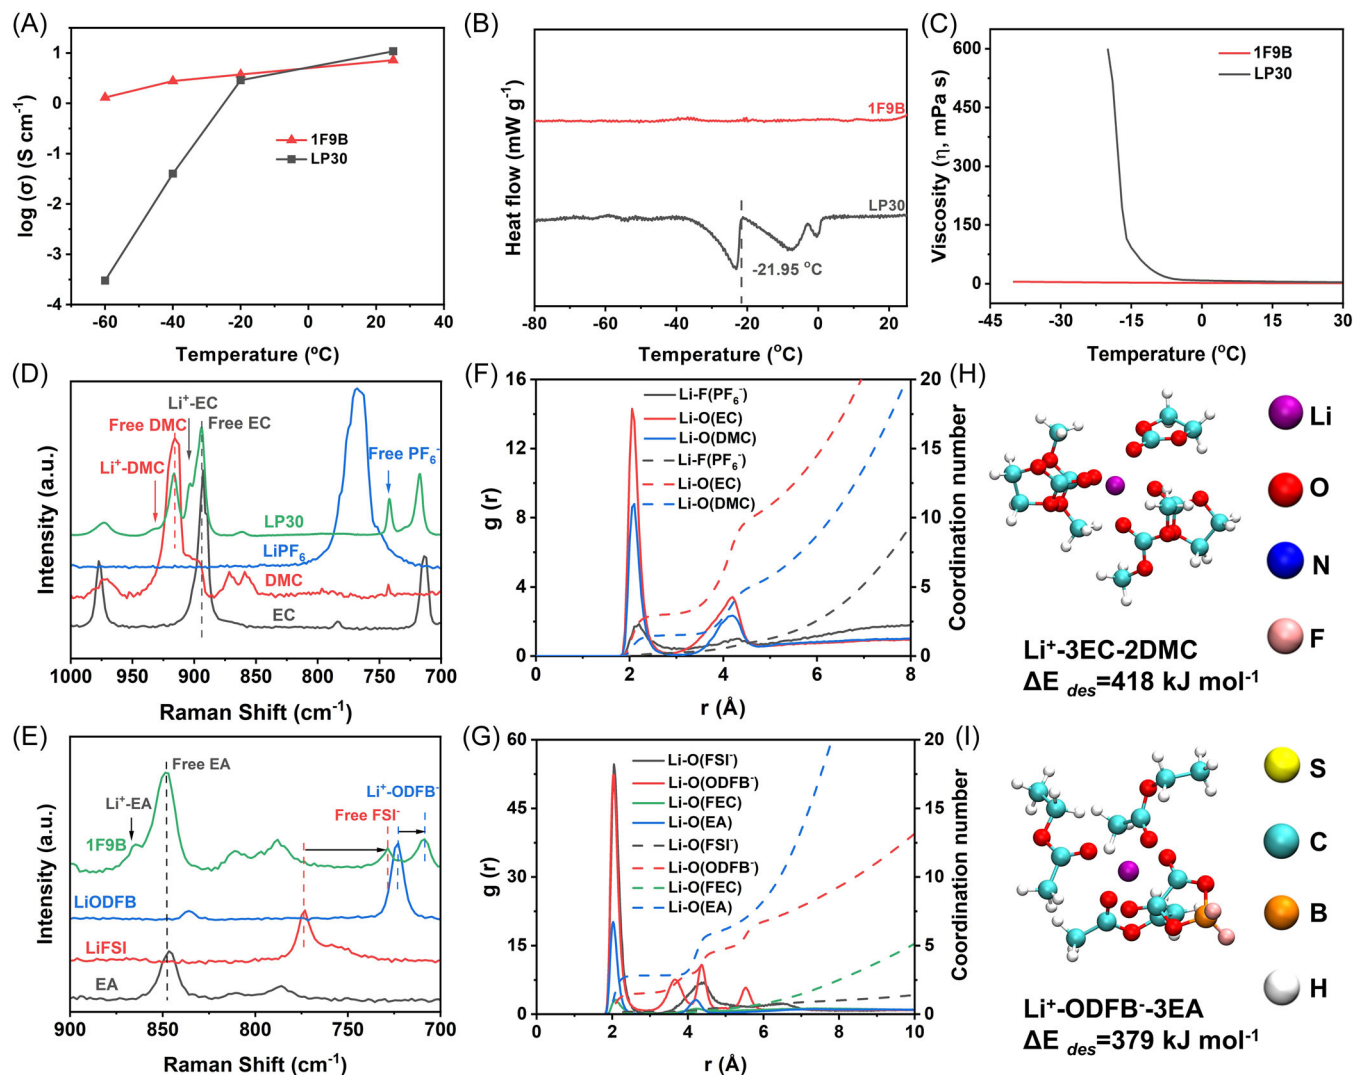 (A)
log (σ) (S cm⁻¹)
1
0
-1
-2
-3
-4
1F9B
LP30
-60 -40 -20 0 20 40
Temperature (ºC)
(B)
Heat flow (mW g⁻¹)
1F9B
LP30
-21.95 °C
-80 -60 -40 -20 0 20
Temperature (°C)
(C)
Viscosity (η, mPa s)
600
450
300
150
0
1F9B
LP30
-45 -30 -15 0 15 30
Temperature (°C)
(D)
Intensity (a.u.)
Li⁺-EC
Free DMC
Free EC
Li⁺-DMC
Free PF₆⁻
LP30
LiPF₆
DMC
EC
1000 950 900 850 800 750 700
Raman Shift (cm⁻¹)
(F)
g (r)
16
12
8
4
0
Li-F(PF₆⁻)
Li-O(EC)
Li-O(DMC)
Li-F(PF₆⁻)
Li-O(EC)
Li-O(DMC)
20
15
10
5
0
Coordination number
0 2 4 6 8
r (Å)
(H)
Li
O
N
F
Li⁺-3EC-2DMC
ΔE des=418 kJ mol⁻¹
(E)
Intensity (a.u.)
Free EA
Li⁺-EA
Li⁺-ODFB⁻
Free FSI⁻
1F9B
LiODFB
LiFSI
EA
900 850 800 750 700
Raman Shift (cm⁻¹)
(G)
g (r)
60
45
30
15
0
Li-O(FSI⁻)
Li-O(ODFB⁻)
Li-O(FEC)
Li-O(EA)
Li-O(FSI⁻)
Li-O(ODFB⁻)
Li-O(FEC)
Li-O(EA)
20
15
10
5
0
Coordination number
0 2 4 6 8 10
r (Å)
(I)
S
C
B
H
Li⁺-ODFB⁻-3EA
ΔE des=379 kJ mol⁻¹